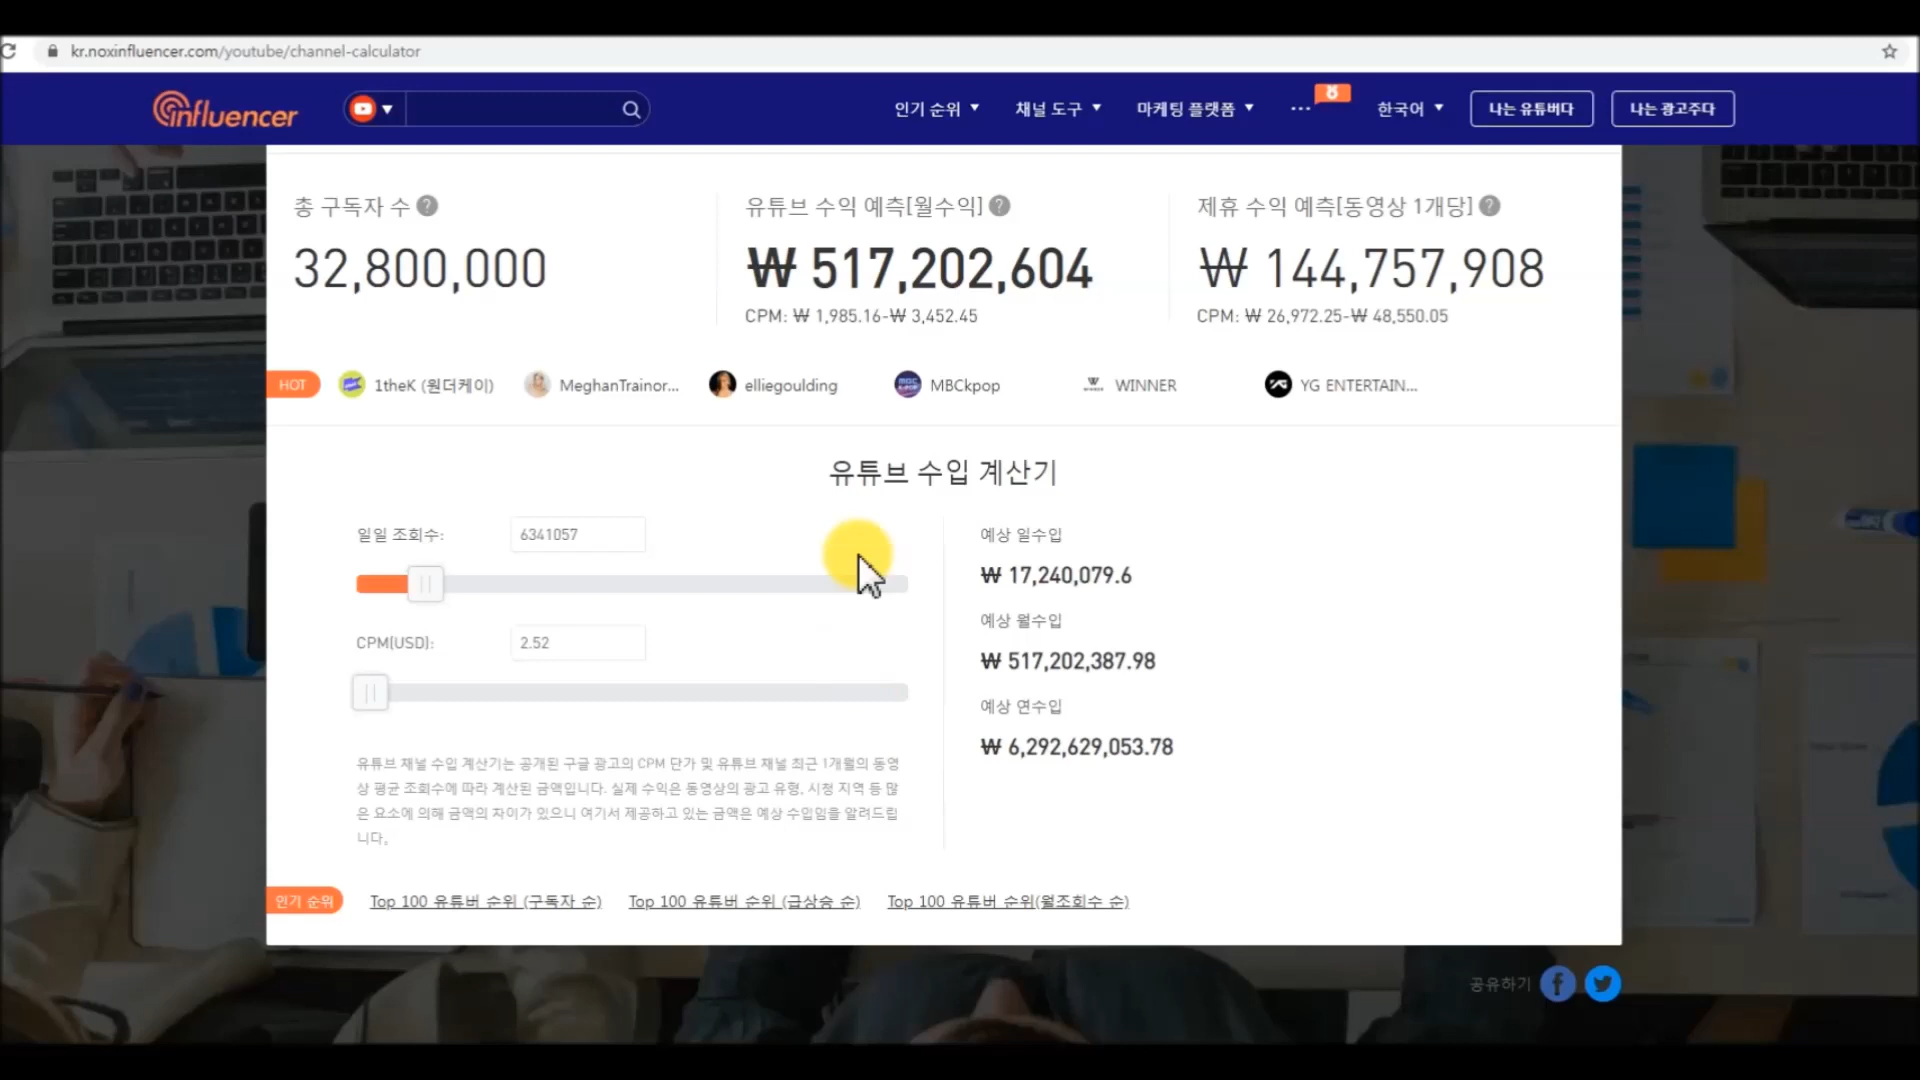 kr.noxinfluencer.com/youtube/channel-calculator
influencer
인기 순위 채널 도구 마케팅 플랫폼 ... 한국어 나는 유튜버다 나는 광고주다
총 구독자 수 ? 유튜브 수익 예측[월수익] ? 제휴 수익 예측[동영상 1개당] ?
32,800,000 ₩ 517,202,604 ₩ 144,757,908
CPM: ₩ 1,985.16-₩ 3,452.45 CPM: ₩ 26,972.25-₩ 48,550.05
HOT 1theK (원더케이) MeghanTrainor... elliegoulding MBCkpop WINNER YG ENTERTAIN...
유튜브 수입 계산기
일일 조회수: 6341057
CPM(USD): 2.52
유튜브 채널 수입 계산기는 공개된 구글 광고의 CPM 단가 및 유튜브 채널 최근 1개월의 동영
상 평균 조회수에 따라 계산된 금액입니다. 실제 수익은 동영상의 광고 유형, 시청 지역 등 많
은 요소에 의해 금액의 차이가 있으니 여기서 제공하고 있는 금액은 예상 수입임을 알려드립
니다。
예상 일수입
₩ 17,240,079.6
예상 월수입
₩ 517,202,387.98
예상 연수입
₩ 6,292,629,053.78
인기 순위 Top 100 유튜버 순위 (구독자 순) Top 100 유튜버 순위 (급상승 순) Top 100 유튜버 순위(월조회수 순)
공유하기